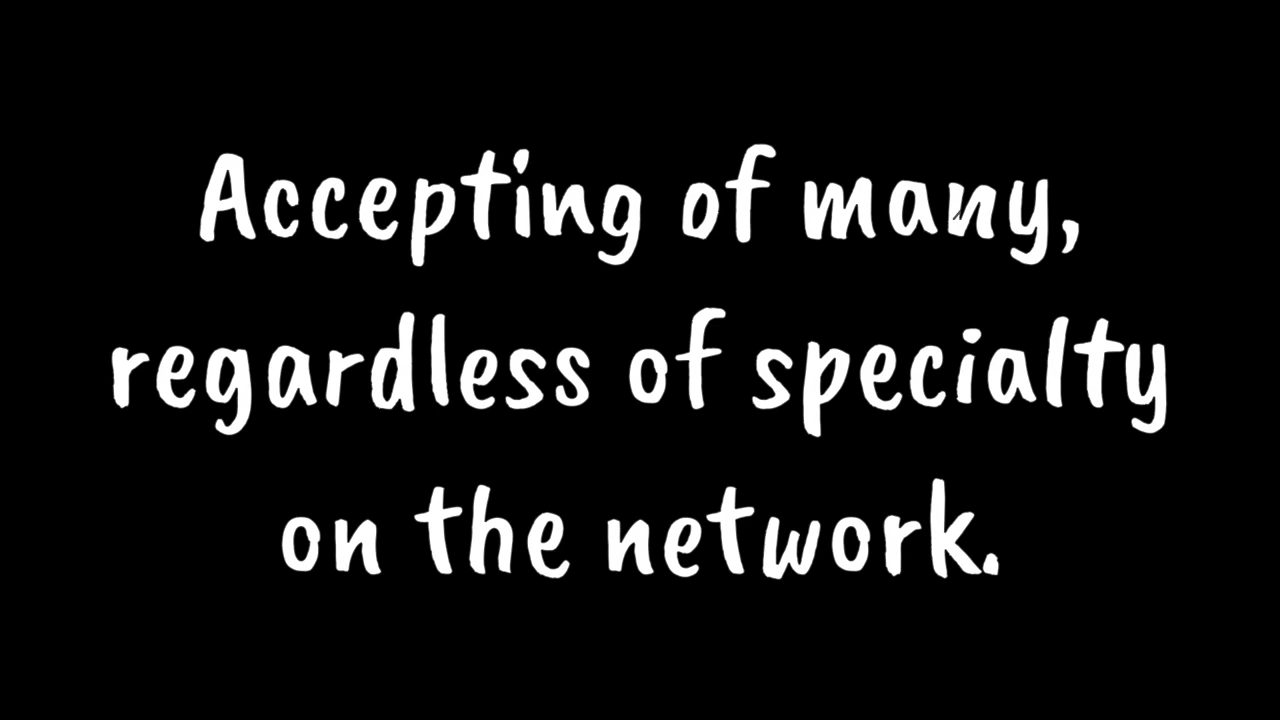 Accepting of many,
regardless of specialty
on the network.